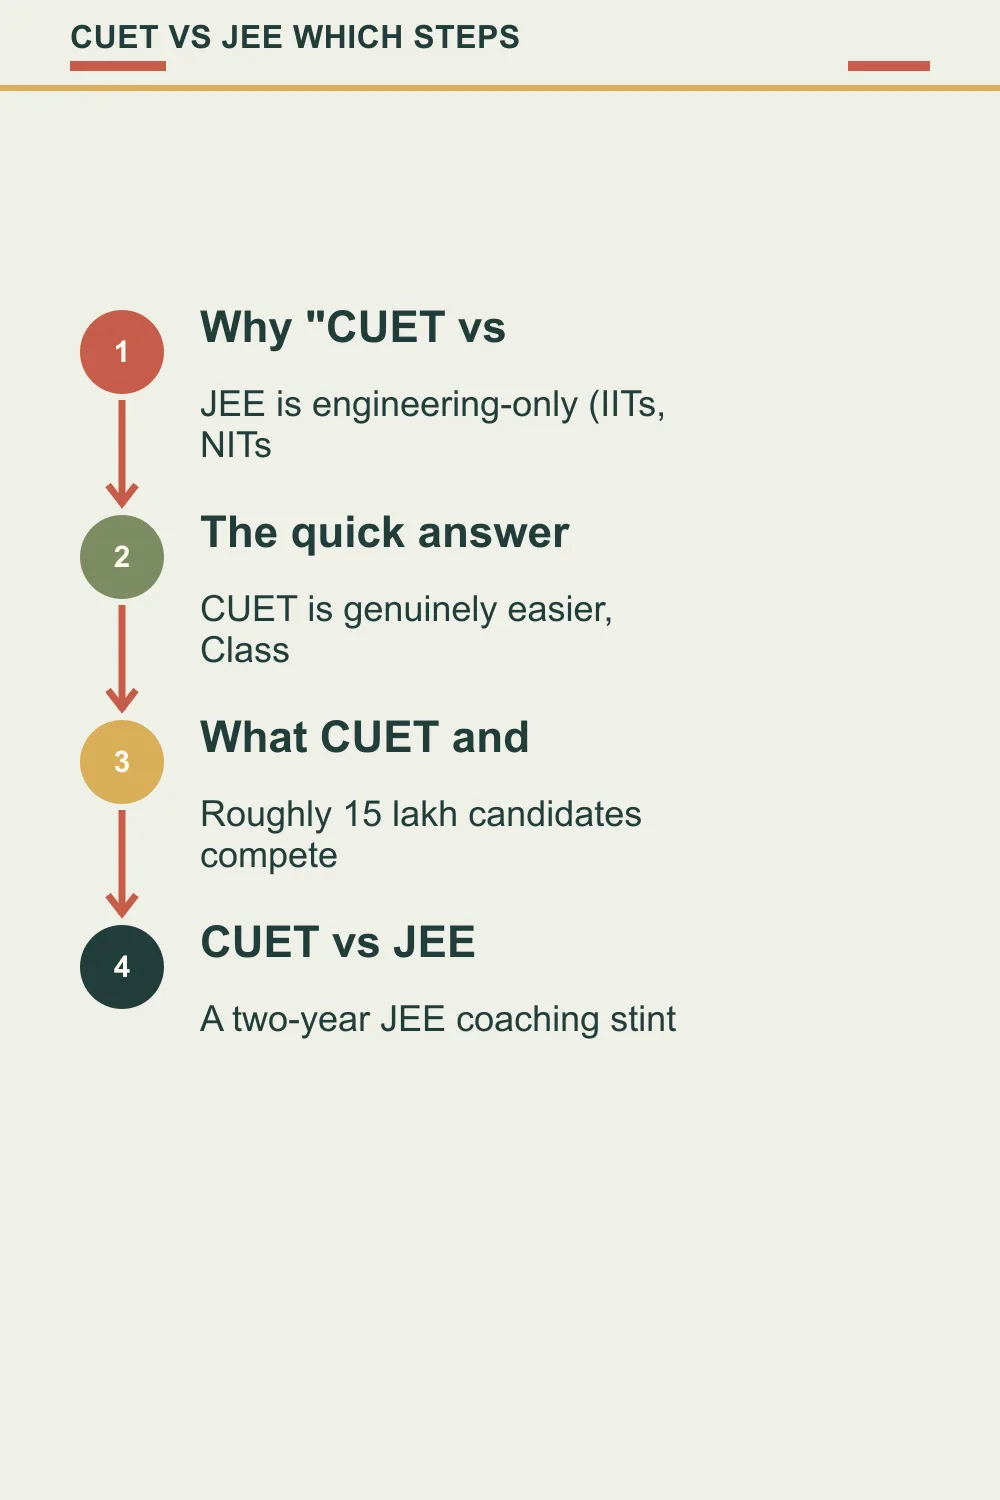 CUET VS JEE WHICH STEPS
1
Why "CUET vs
JEE is engineering-only (IITs,
NITs
2
The quick answer
CUET is genuinely easier,
Class
3
What CUET and
Roughly 15 lakh candidates
compete
4
CUET vs JEE
A two-year JEE coaching stint